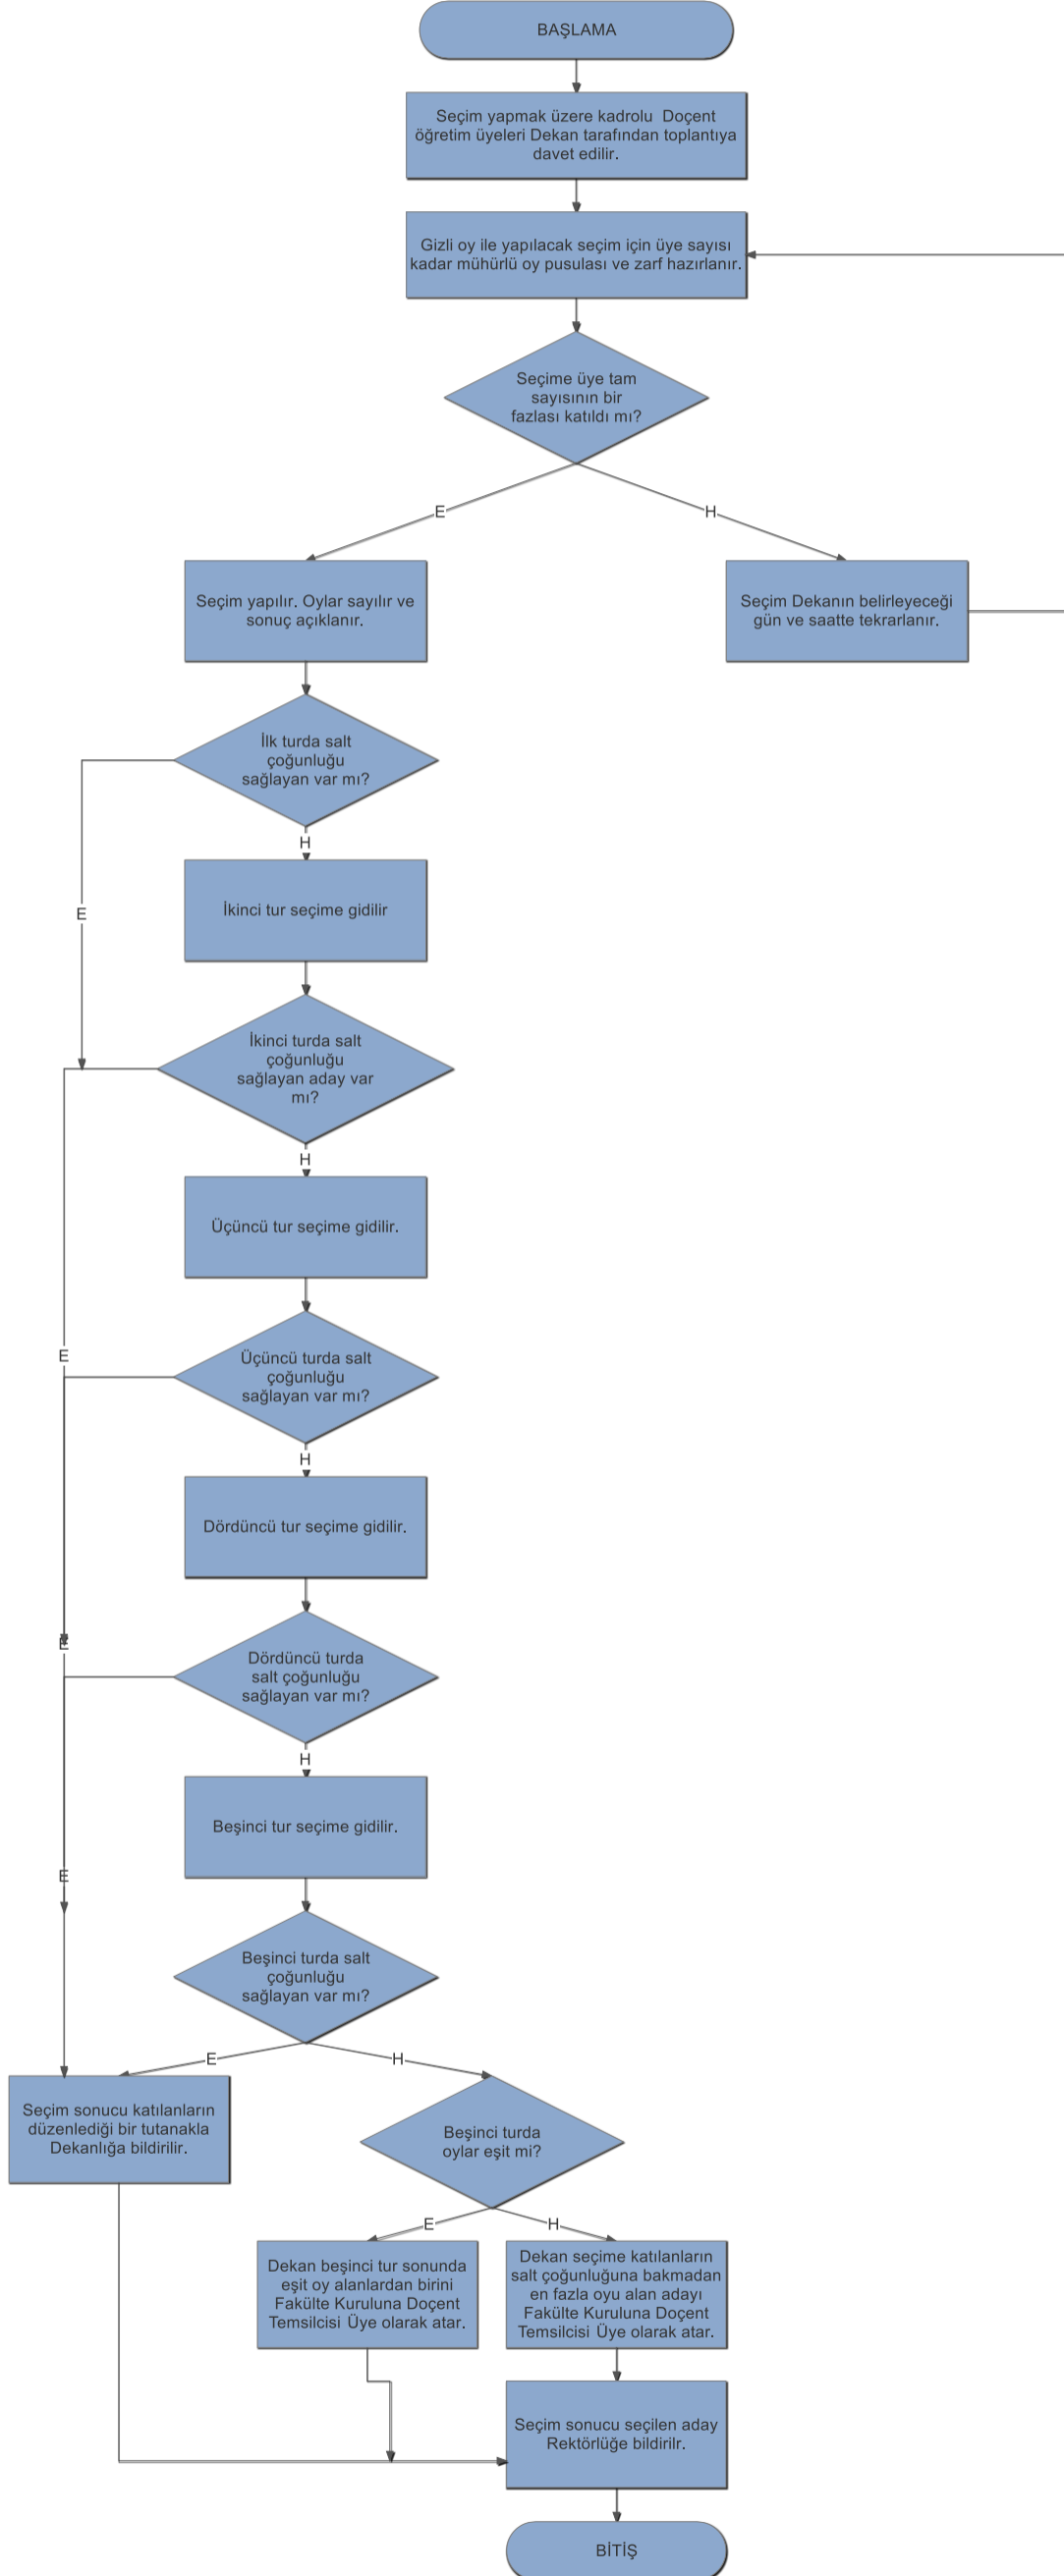 BAŞLAMA
Seçim yapmak üzere kadrolu Doçent
öğretim üyeleri Dekan tarafından toplantıya
davet edilir.
Gizli oy ile yapılacak seçim için üye sayısı
kadar mühürlü oy pusulası ve zarf hazırlanır.
Seçime üye tam
sayısının bir
fazlası katıldı mı?
E
H
Seçim yapılır. Oylar sayılır ve
sonuç açıklanır.
Seçim Dekanın belirleyeceği
gün ve saatte tekrarlanır.
İlk turda salt
çoğunluğu
sağlayan var mı?
H
E
İkinci tur seçime gidilir
İkinci turda salt
çoğunluğu
sağlayan aday var
mı?
H
Üçüncü tur seçime gidilir.
E
Üçüncü turda salt
çoğunluğu
sağlayan var mı?
H
Dördüncü tur seçime gidilir.
E
Dördüncü turda
salt çoğunluğu
sağlayan var mı?
H
Beşinci tur seçime gidilir.
E
Beşinci turda salt
çoğunluğu
sağlayan var mı?
E
H
Seçim sonucu katılanların
düzenlediği bir tutanakla
Dekanlığa bildirilir.
Beşinci turda
oylar eşit mi?
E
H
Dekan beşinci tur sonunda
eşit oy alanlardan birini
Fakülte Kuruluna Doçent
Temsilcisi Üye olarak atar.
Dekan seçime katılanların
salt çoğunluğuna bakmadan
en fazla oyu alan adayı
Fakülte Kuruluna Doçent
Temsilcisi Üye olarak atar.
Seçim sonucu seçilen aday
Rektörlüğe bildirilr.
BİTİŞ